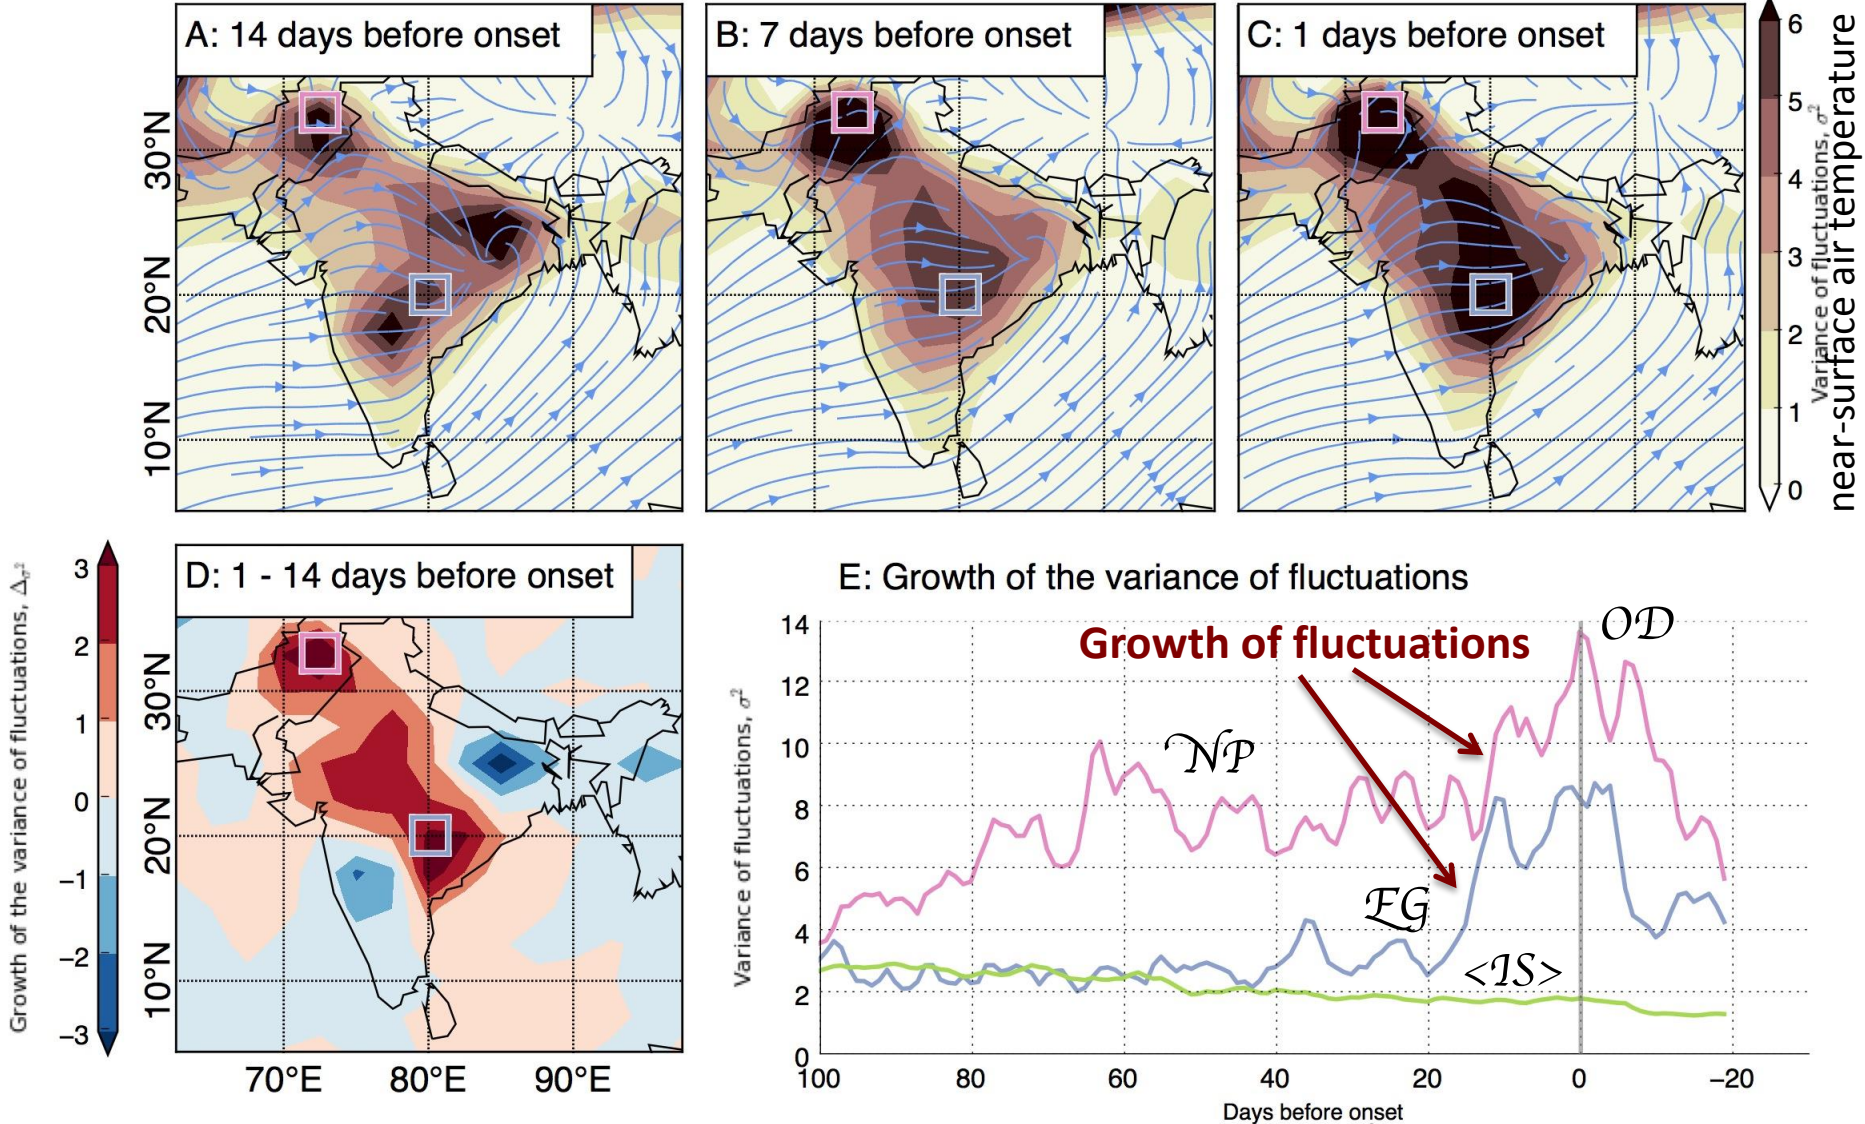 A: 14 days before onset
B: 7 days before onset
C: 1 days before onset
30°N
20°N
10°N
6
5
4
3
2
1
0
Variance of fluctuations, σ²
near-surface air temperature
Growth of the variance of fluctuations, Δσ²
3
2
1
0
−1
−2
−3
D: 1 - 14 days before onset
30°N
20°N
10°N
70°E 80°E 90°E
E: Growth of the variance of fluctuations
Growth of fluctuations
OD
NP
EG
<IS>
Variance of fluctuations, σ²
14
12
10
8
6
4
2
0
100 80 60 40 20 0 −20
Days before onset